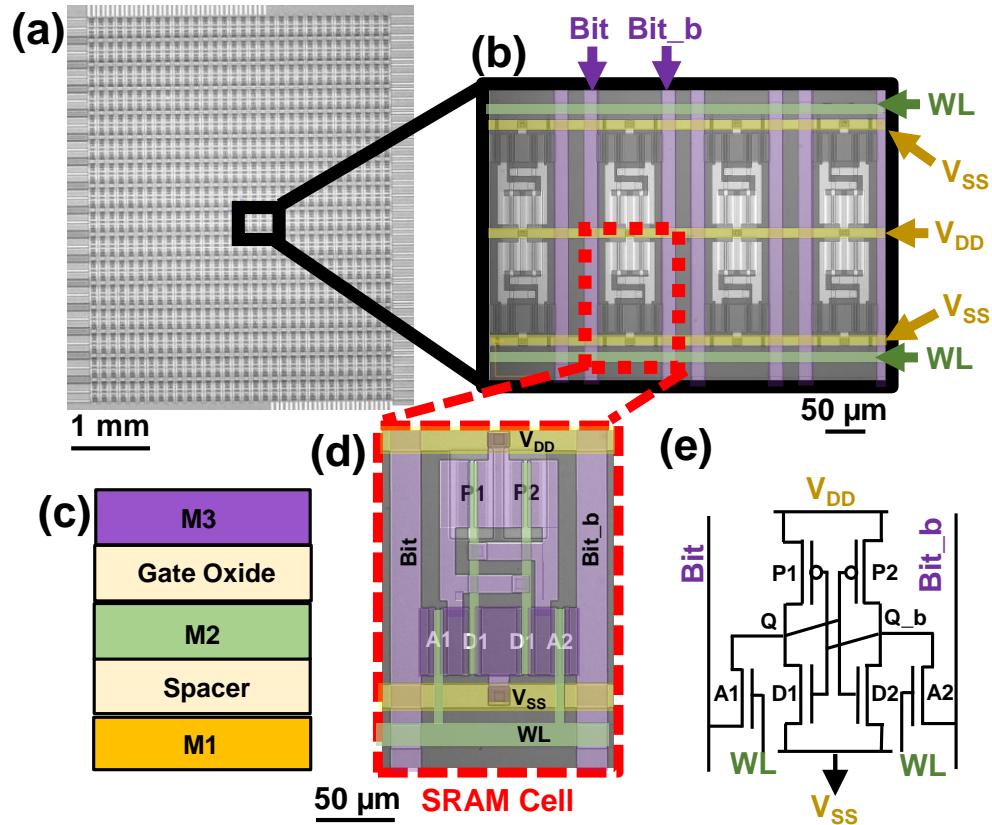 (a)
1 mm
(b)
Bit
Bit_b
WL
VSS
VDD
VSS
WL
50 µm
(c)
M3
Gate Oxide
M2
Spacer
M1
(d)
VDD
P1
P2
Bit
Bit_b
A1
D1
D1
A2
VSS
WL
50 µm
SRAM Cell
(e)
VDD
Bit
Bit_b
P1
P2
Q
Q_b
A1
D1
D2
A2
WL
WL
VSS